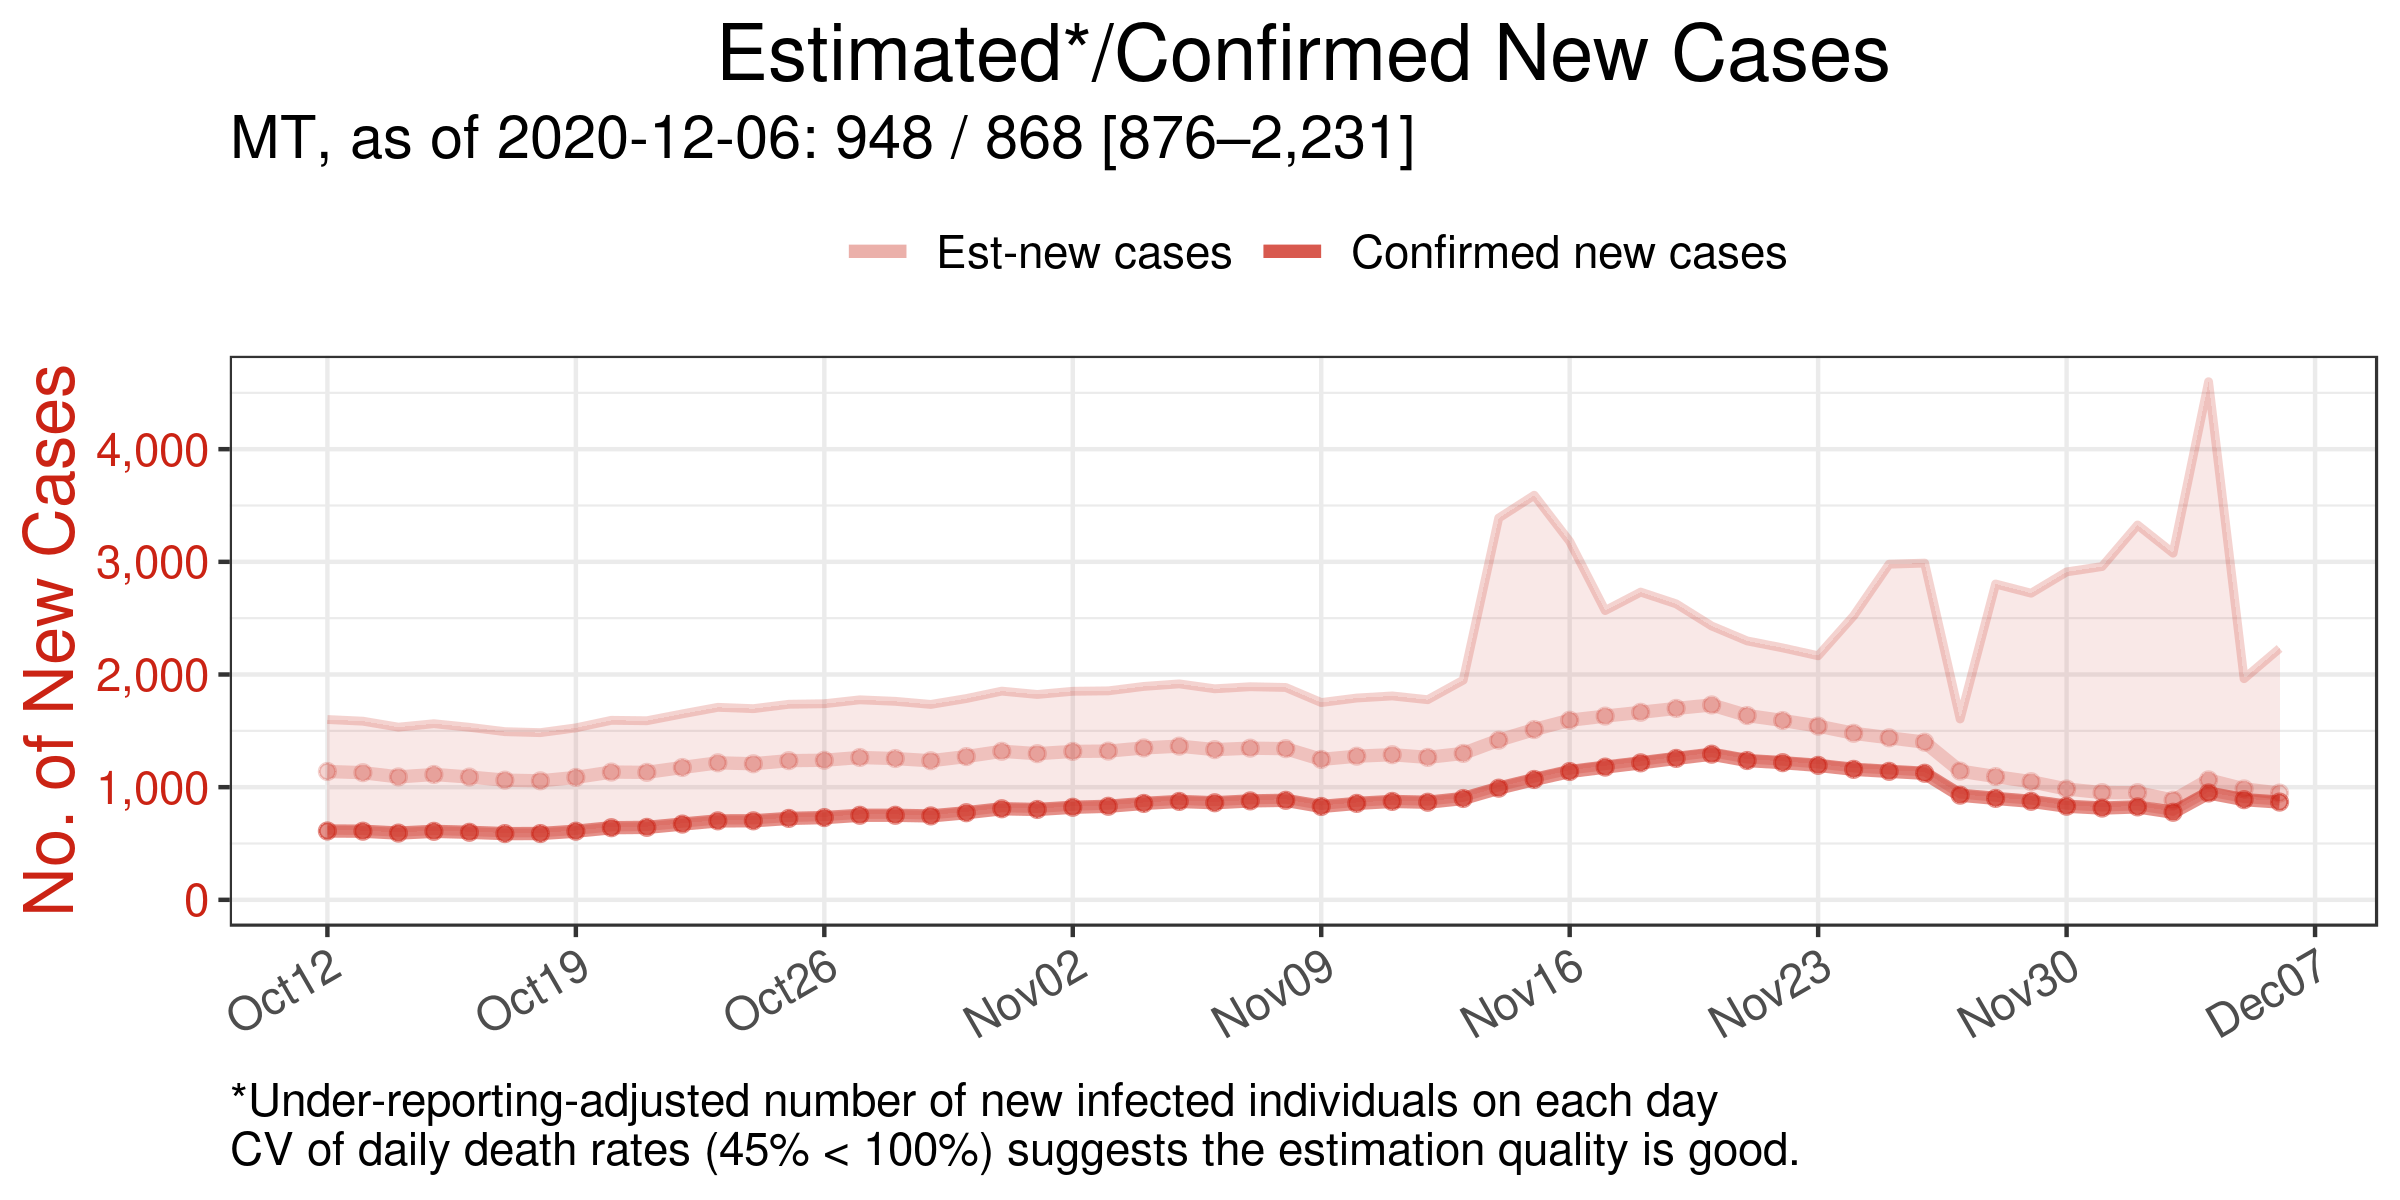 Estimated*/Confirmed New Cases
MT, as of 2020-12-06: 948 / 868 [876–2,231]
Est-new cases
Confirmed new cases
No. of New Cases
4,000
3,000
2,000
1,000
0
Oct12
Oct19
Oct26
Nov02
Nov09
Nov16
Nov23
Nov30
Dec07
*Under-reporting-adjusted number of new infected individuals on each day
CV of daily death rates (45% < 100%) suggests the estimation quality is good.